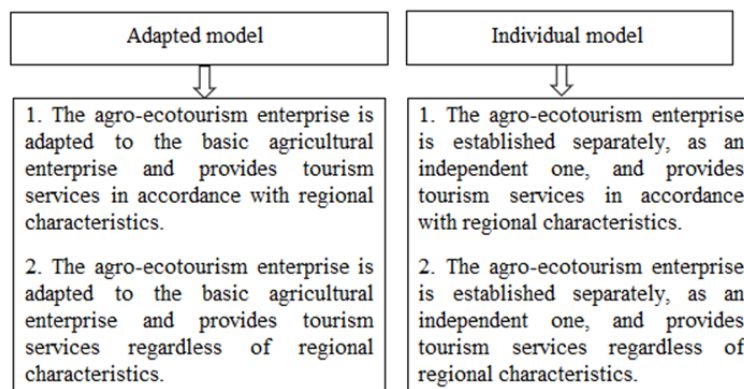 Adapted model
1. The agro-ecotourism enterprise is
adapted to the basic agricultural
enterprise and provides tourism
services in accordance with regional
characteristics.
2. The agro-ecotourism enterprise is
adapted to the basic agricultural
enterprise and provides tourism
services regardless of regional
characteristics.
Individual model
1. The agro-ecotourism enterprise
is established separately, as an
independent one, and provides
tourism services in accordance
with regional characteristics.
2. The agro-ecotourism enterprise
is established separately, as an
independent one, and provides
tourism services regardless of
regional characteristics.